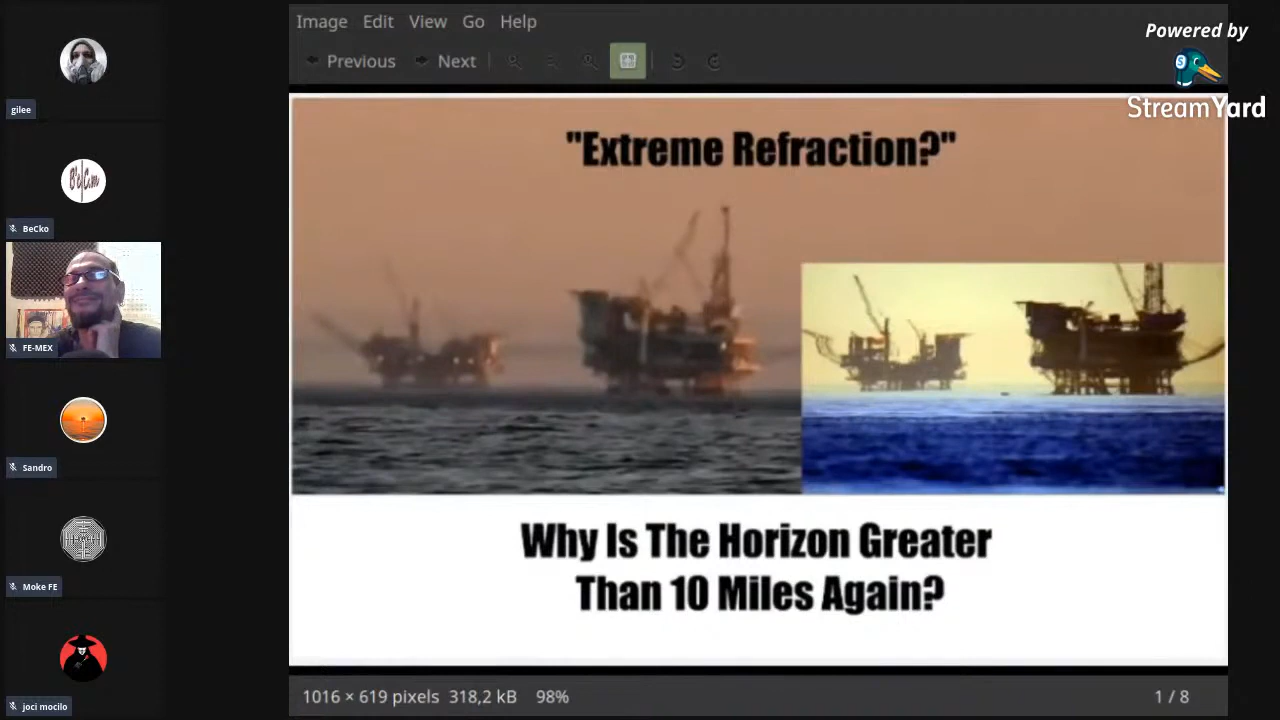 Image Edit View Go Help
Previous Next
Powered by
StreamYard
"Extreme Refraction?"
Why Is The Horizon Greater
Than 10 Miles Again?
1016 × 619 pixels 318,2 kB 98%
1 / 8
gilee
BeCko
FE-MEX
Sandro
Moke FE
joci mocilo